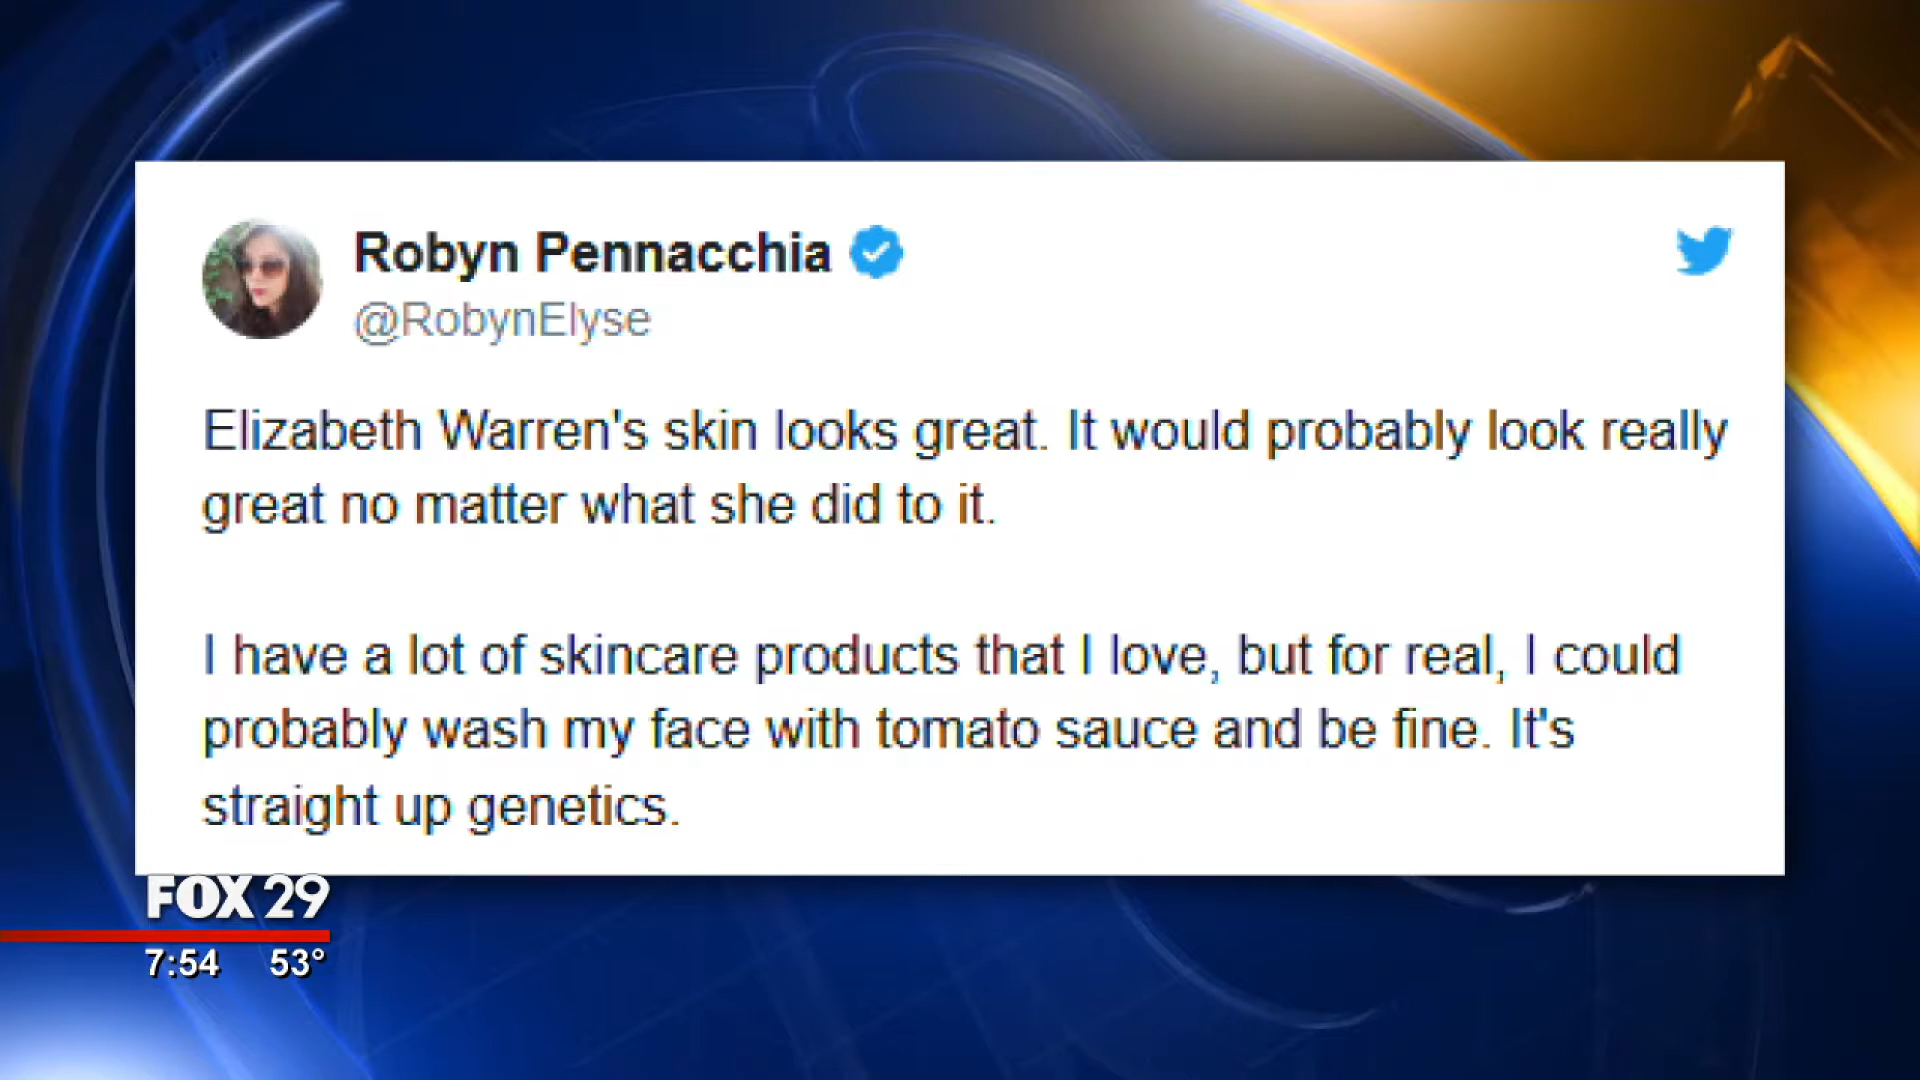 Robyn Pennacchia
@RobynElyse
Elizabeth Warren's skin looks great. It would probably look really
great no matter what she did to it.
I have a lot of skincare products that I love, but for real, I could
probably wash my face with tomato sauce and be fine. It's
straight up genetics.
FOX 29
7:54 53°